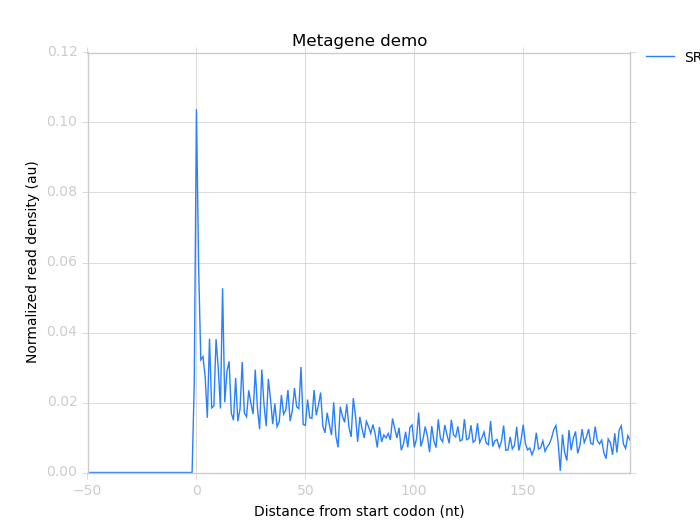 Metagene demo
SR
Normalized read density (au)
0.12
0.10
0.08
0.06
0.04
0.02
0.00
−50 0 50 100 150
Distance from start codon (nt)